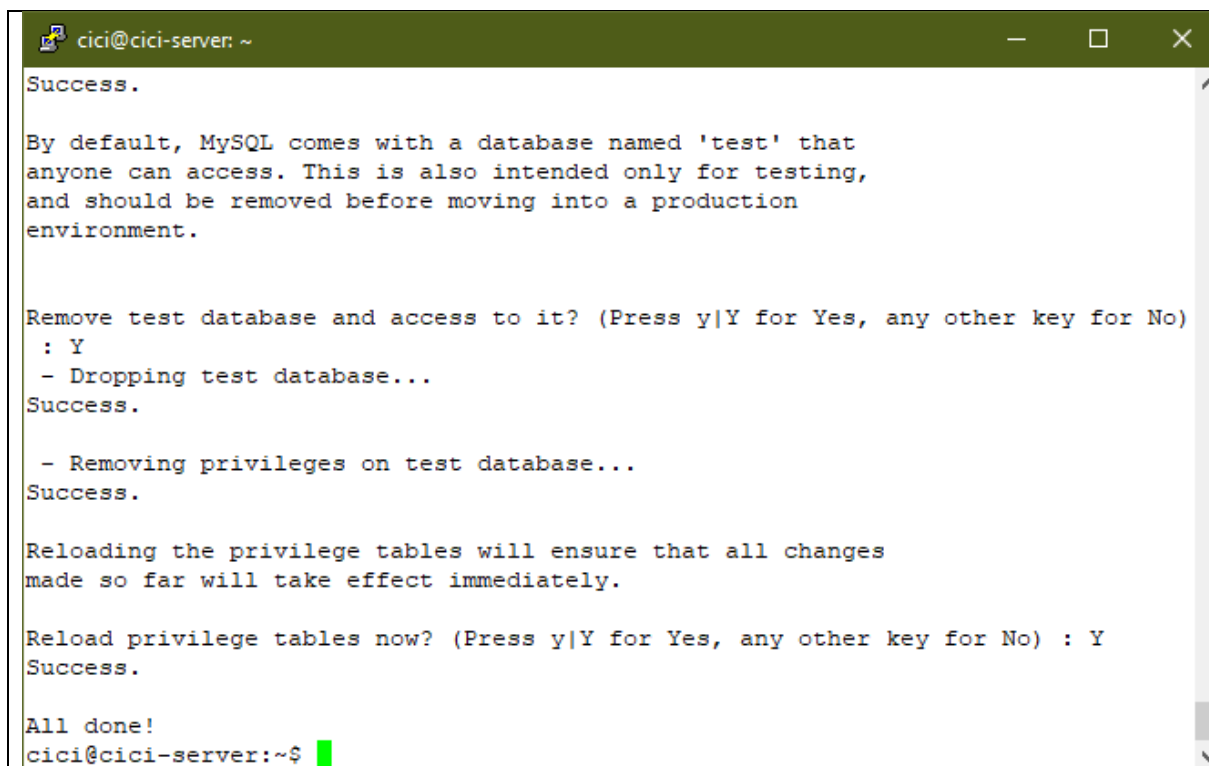 cici@cici-server: ~
Success.
By default, MySQL comes with a database named 'test' that
anyone can access. This is also intended only for testing,
and should be removed before moving into a production
environment.
Remove test database and access to it? (Press y|Y for Yes, any other key for No)
 : Y
 - Dropping test database...
Success.
 - Removing privileges on test database...
Success.
Reloading the privilege tables will ensure that all changes
made so far will take effect immediately.
Reload privilege tables now? (Press y|Y for Yes, any other key for No) : Y
Success.
All done!
cici@cici-server:~$